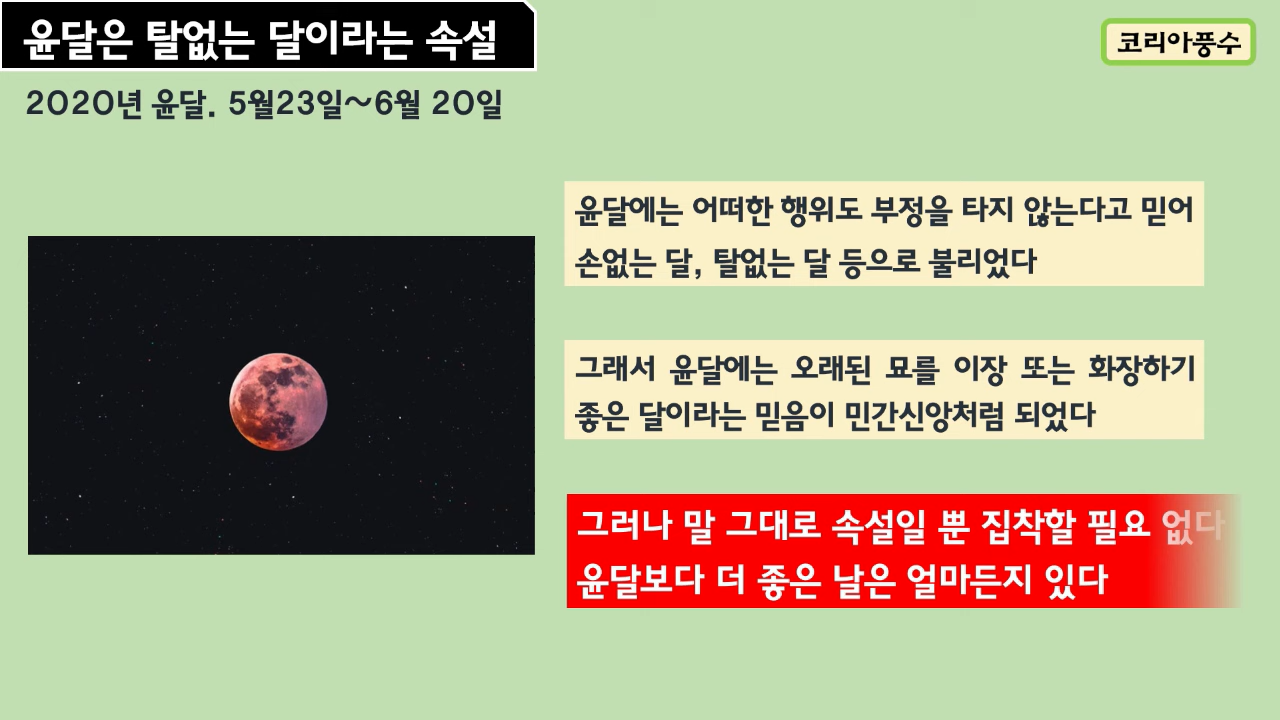 윤달은 탈없는 달이라는 속설
코리아풍수
2020년 윤달. 5월23일~6월 20일
윤달에는 어떠한 행위도 부정을 타지 않는다고 믿어
손없는 달, 탈없는 달 등으로 불리었다
그래서 윤달에는 오래된 묘를 이장 또는 화장하기
좋은 달이라는 믿음이 민간신앙처럼 되었다
그러나 말 그대로 속설일 뿐 집착할 필요 없다
윤달보다 더 좋은 날은 얼마든지 있다